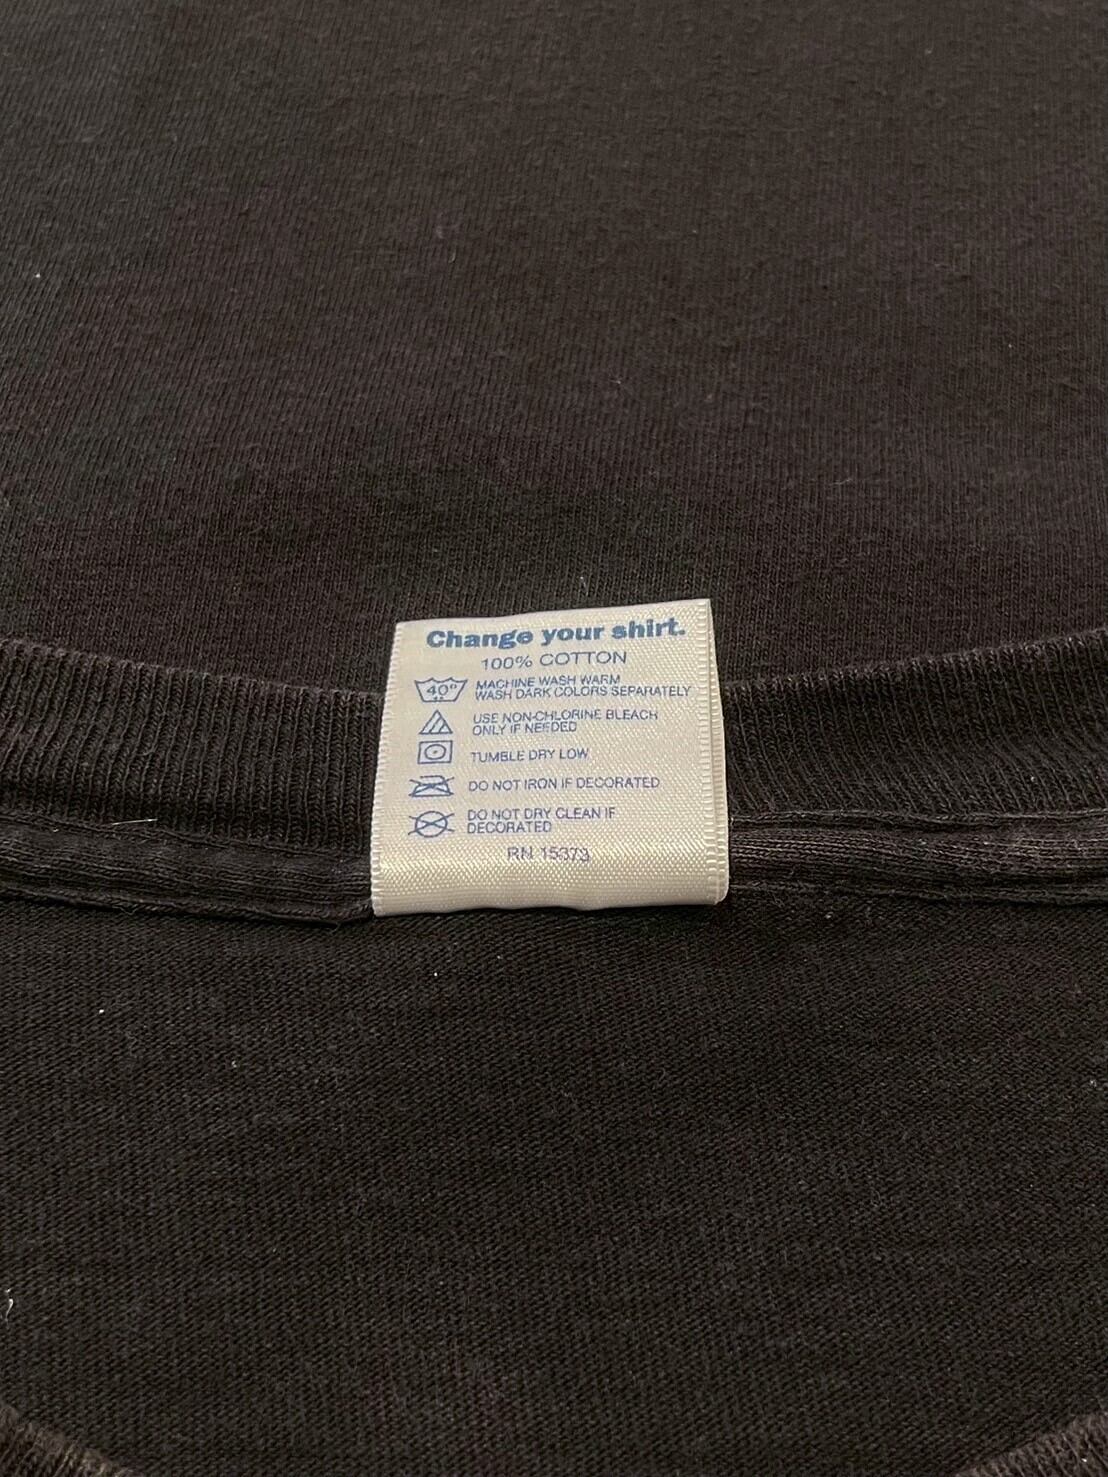 Change your shirt.
100% COTTON
40°
MACHINE WASH WARM
WASH DARK COLORS SEPARATELY
USE NON-CHLORINE BLEACH
ONLY IF NEEDED
TUMBLE DRY LOW
DO NOT IRON IF DECORATED
DO NOT DRY CLEAN IF
DECORATED
RN 15373